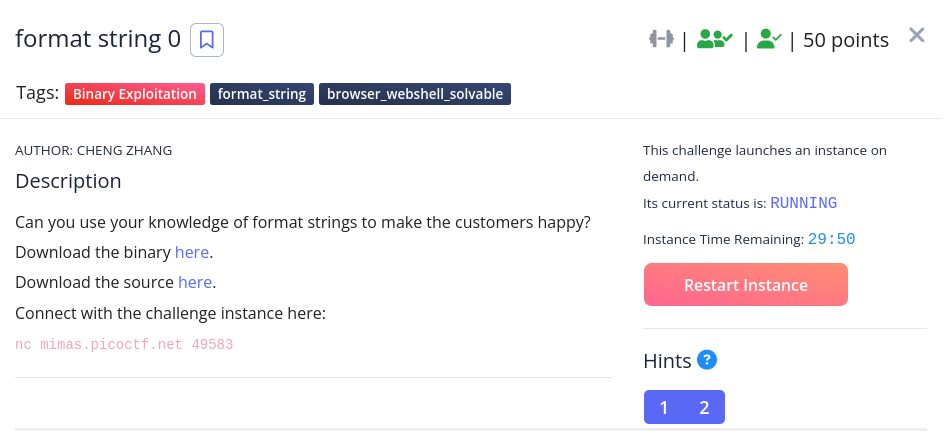 format string 0 | | | 50 points
Tags: Binary Exploitation format_string browser_webshell_solvable
AUTHOR: CHENG ZHANG
Description
Can you use your knowledge of format strings to make the customers happy?
Download the binary here.
Download the source here.
Connect with the challenge instance here:
nc mimas.picoctf.net 49583
This challenge launches an instance on
demand.
Its current status is: RUNNING
Instance Time Remaining: 29:50
Restart Instance
Hints ?
1 2